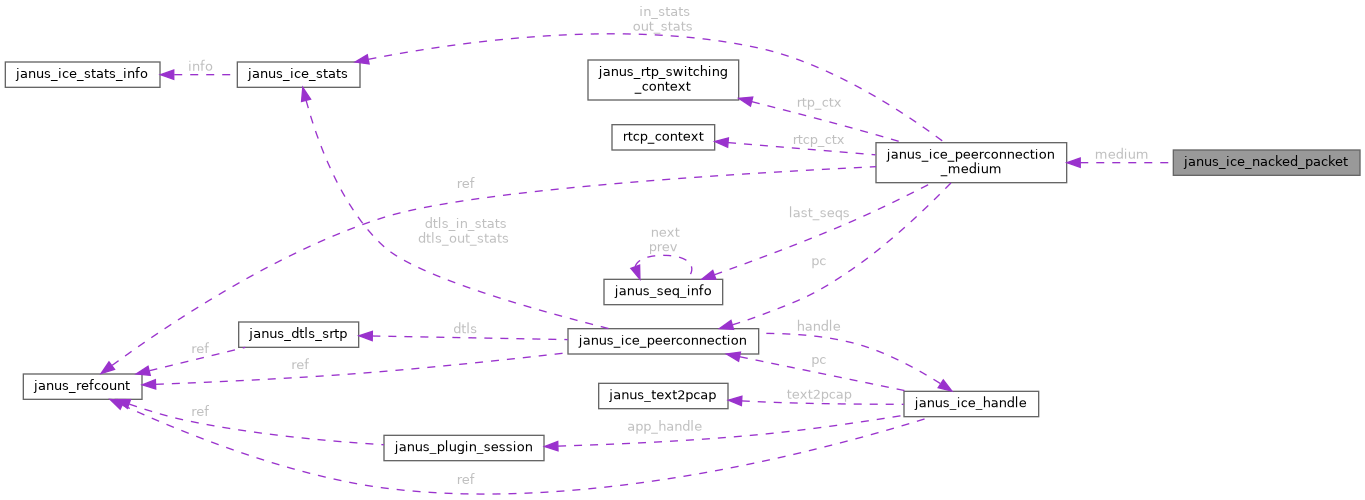 in_stats
out_stats
janus_ice_stats_info
info
janus_ice_stats
janus_rtp_switching
_context
rtp_ctx
rtcp_context
rtcp_ctx
janus_ice_peerconnection
_medium
medium
janus_ice_nacked_packet
ref
last_seqs
dtls_in_stats
dtls_out_stats
next
prev
pc
janus_seq_info
janus_dtls_srtp
dtls
janus_ice_peerconnection
handle
ref
ref
pc
janus_refcount
janus_text2pcap
text2pcap
janus_ice_handle
ref
app_handle
janus_plugin_session
ref